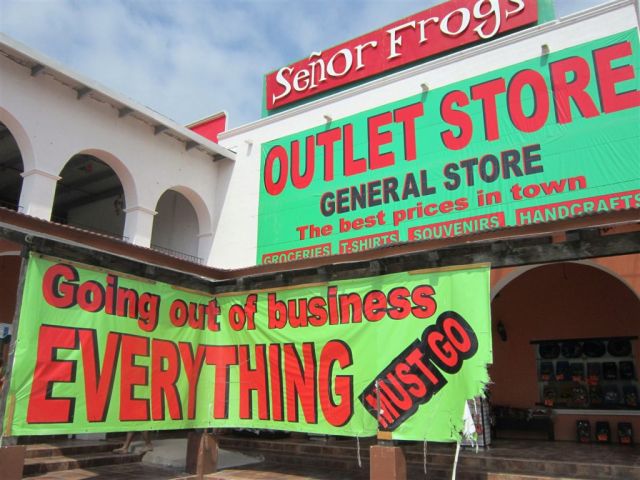 Señor Frogs
OUTLET STORE
GENERAL STORE
The best prices in town
GROCERIES T-SHIRTS SOUVENIRS HANDCRAFTS
Going out of business
EVERYTHING
MUST GO